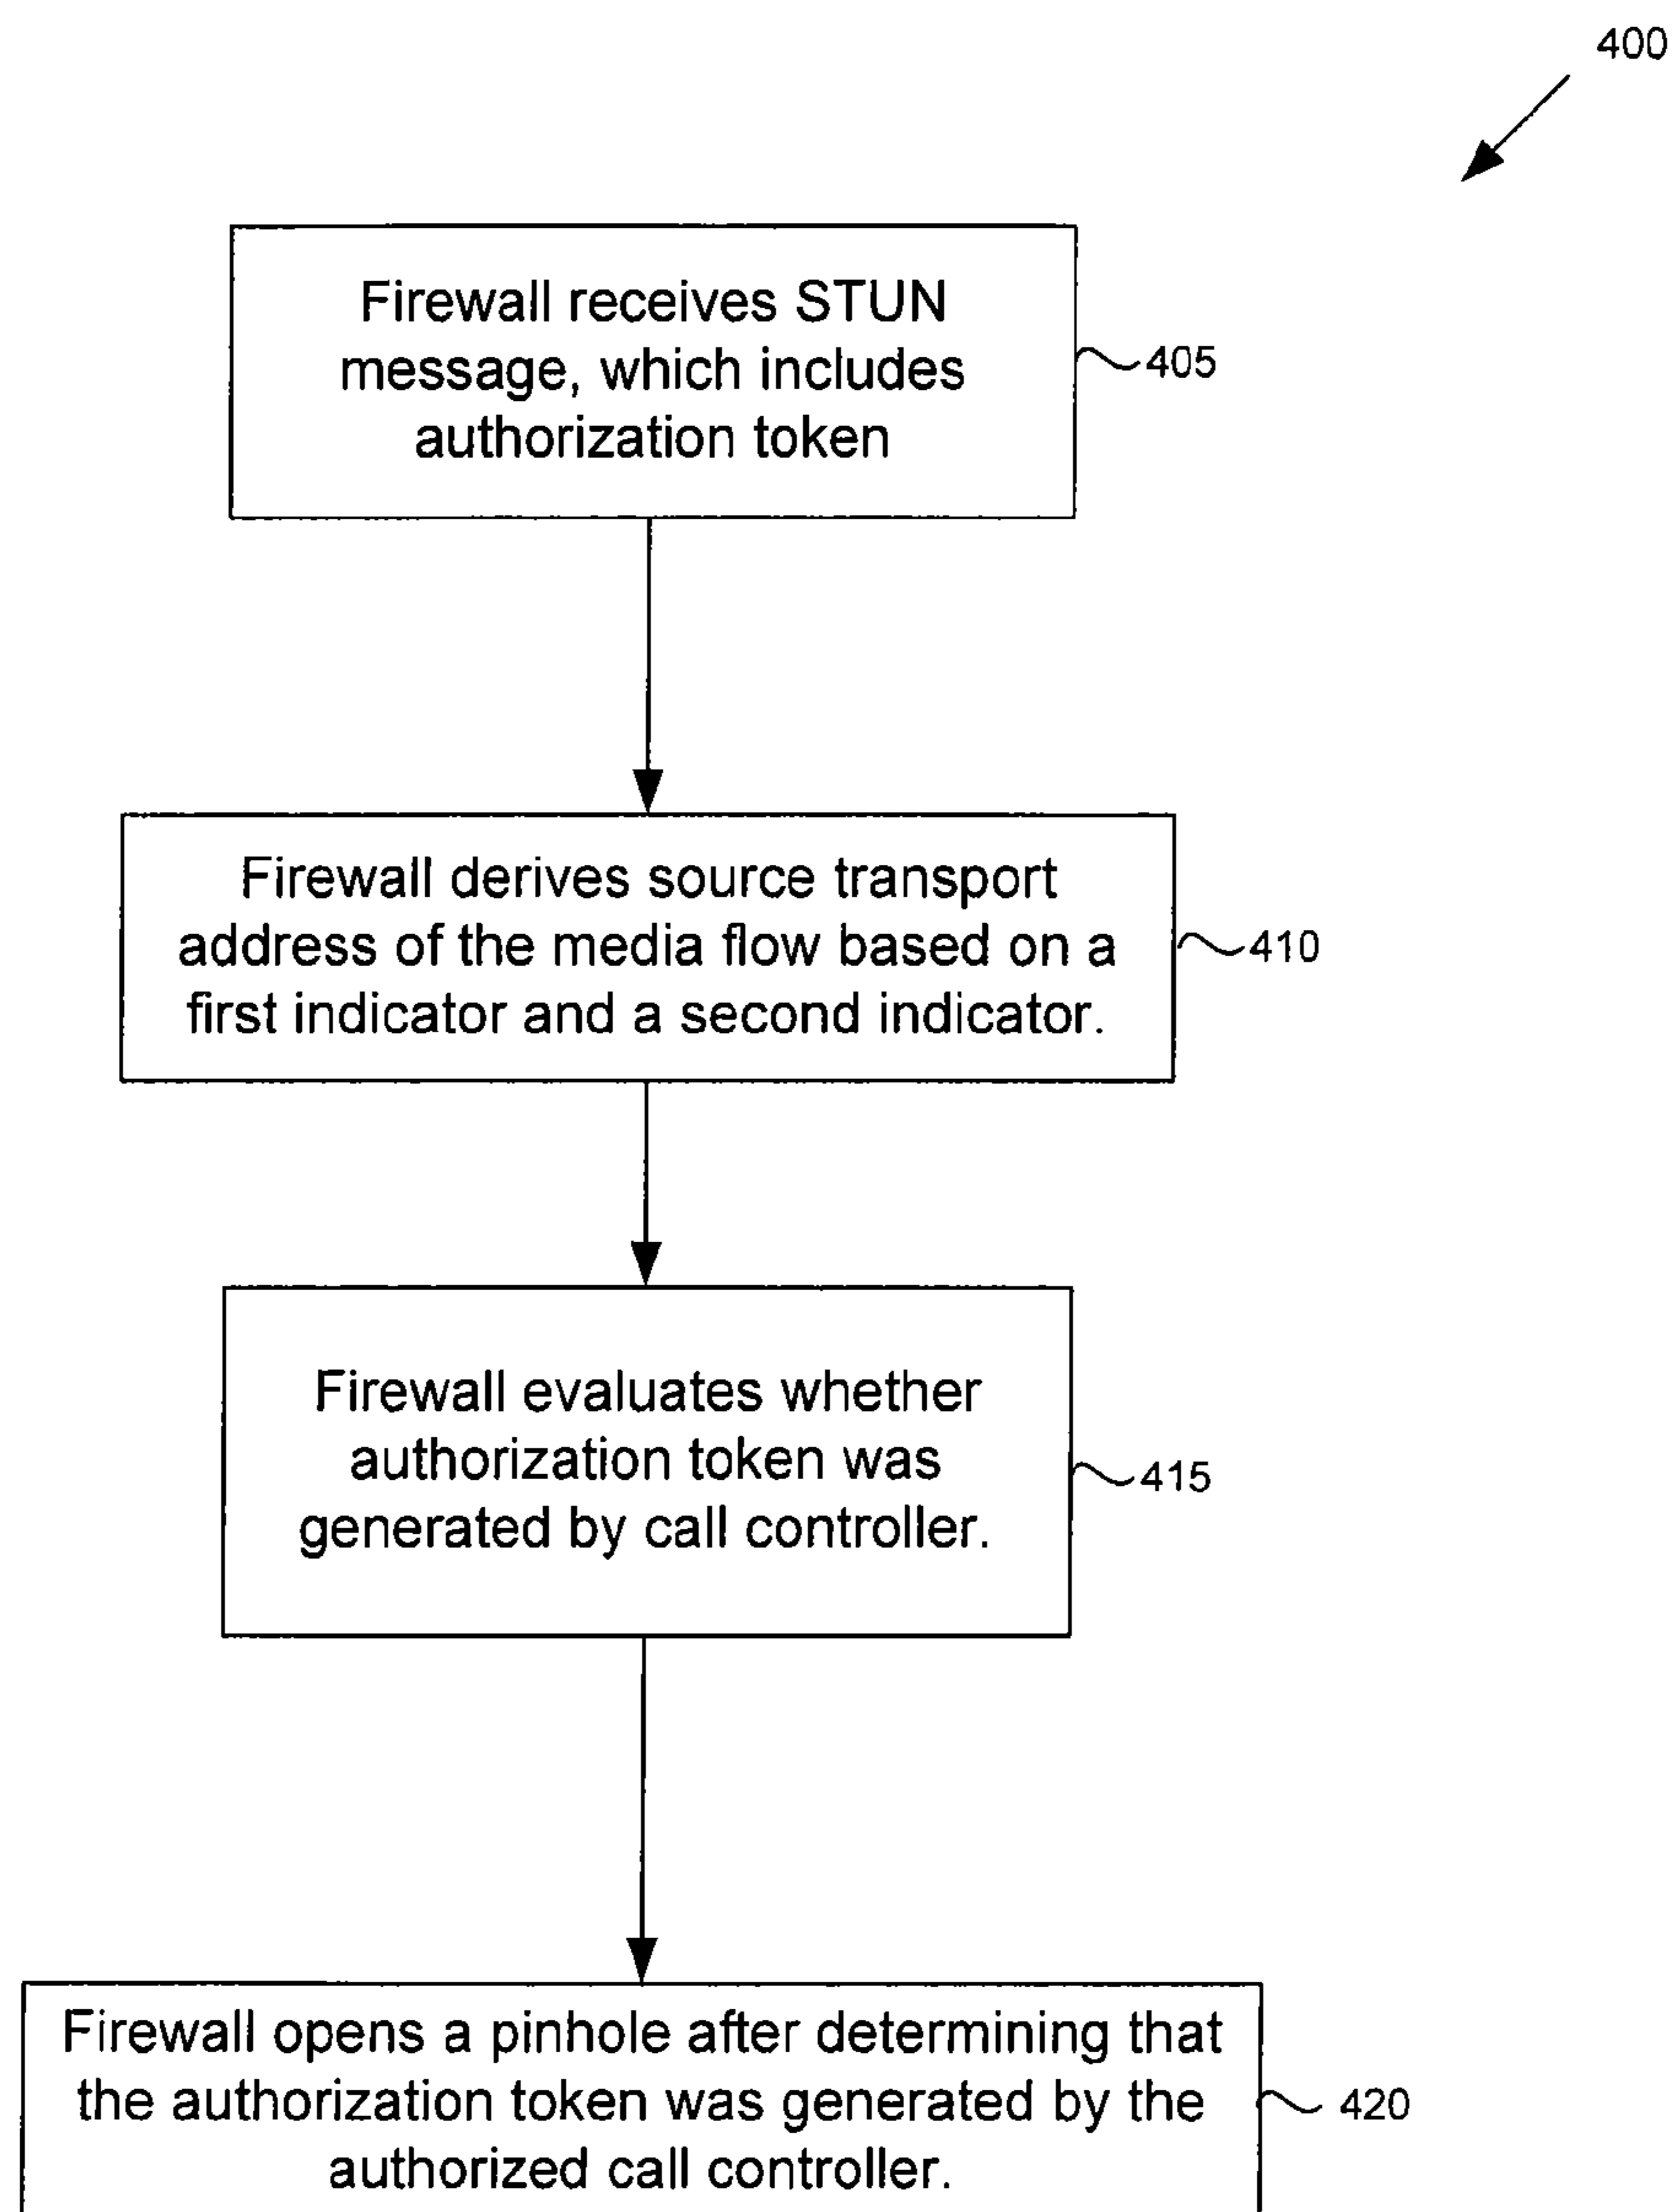 400
Firewall receives STUN
message, which includes
authorization token
405
Firewall derives source transport
address of the media flow based on a
first indicator and a second indicator.
410
Firewall evaluates whether
authorization token was
generated by call controller.
415
Firewall opens a pinhole after determining that
the authorization token was generated by the
authorized call controller.
420